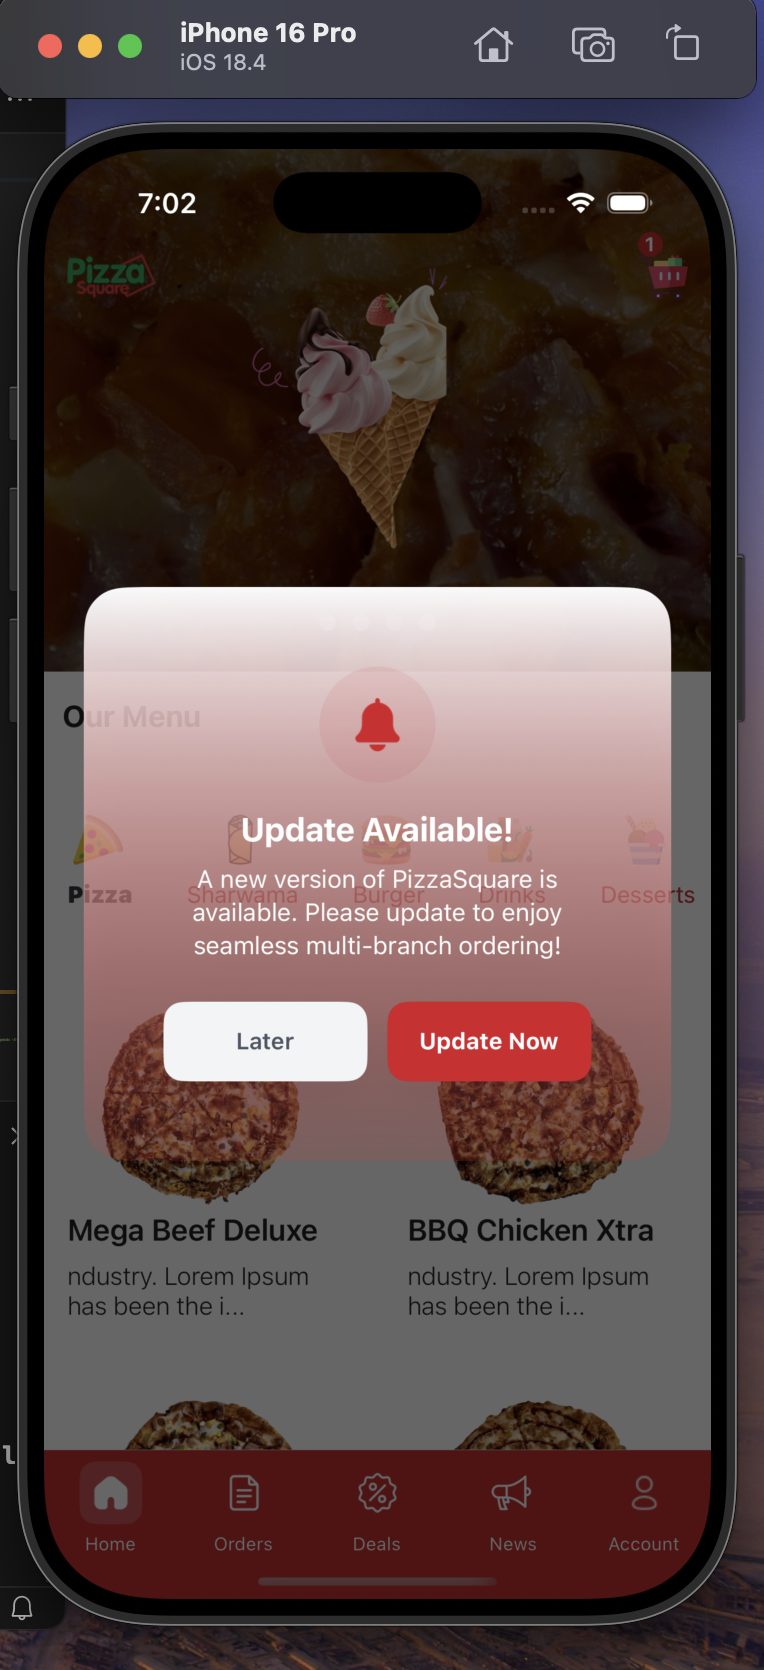 iPhone 16 Pro
iOS 18.4
7:02
Pizza
Square
1
Our Menu
Update Available!
A new version of PizzaSquare is
available. Please update to enjoy
seamless multi-branch ordering!
Pizza
Sharwama
Burger
Drinks
Desserts
Later
Update Now
Mega Beef Deluxe
BBQ Chicken Xtra
ndustry. Lorem Ipsum
has been the i...
ndustry. Lorem Ipsum
has been the i...
Home
Orders
Deals
News
Account